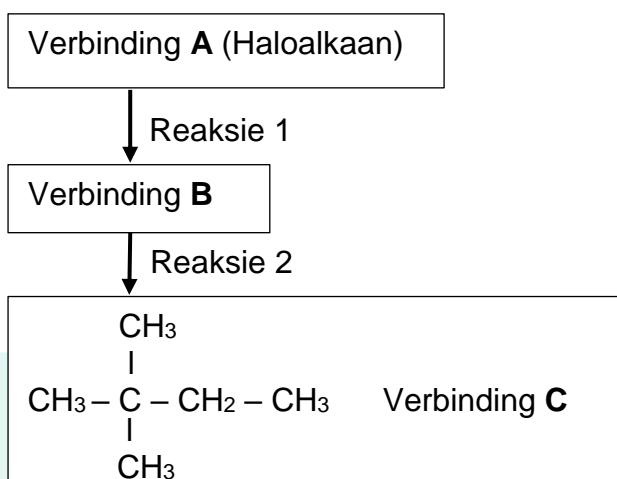 Verbinding A (Haloalkaan)
Reaksie 1
Verbinding B
Reaksie 2
CH3
CH3 – C – CH2 – CH3 Verbinding C
CH3